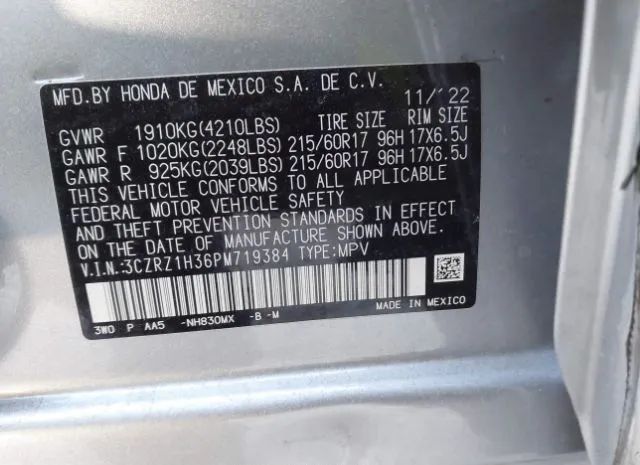 MFD.BY HONDA DE MEXICO S.A. DE C.V. 11/'22
GVWR 1910KG(4210LBS) TIRE SIZE RIM SIZE
GAWR F 1020KG(2248LBS) 215/60R17 96H 17X6.5J
GAWR R 925KG(2039LBS) 215/60R17 96H 17X6.5J
THIS VEHICLE CONFORMS TO ALL APPLICABLE
FEDERAL MOTOR VEHICLE SAFETY
AND THEFT PREVENTION STANDARDS IN EFFECT
ON THE DATE OF MANUFACTURE SHOWN ABOVE.
V.I.N.:3CZRZ1H36PM719384 TYPE:MPV
MADE IN MEXICO
3W0 P AA5 -NH830MX -B -M